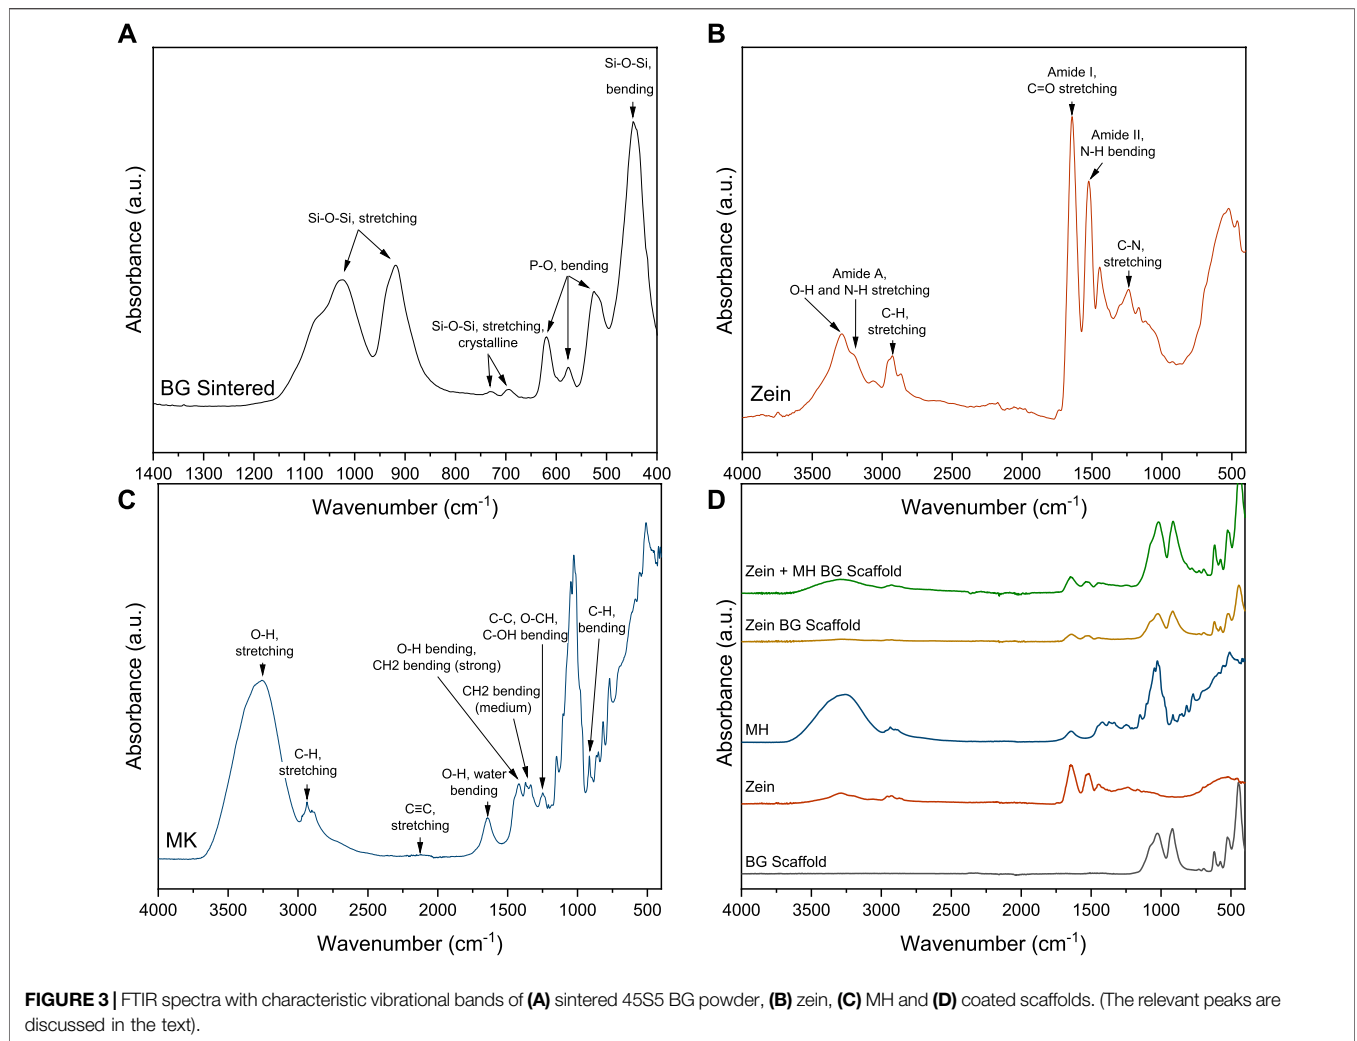 A
Si-O-Si,
bending
Si-O-Si, stretching
P-O, bending
Si-O-Si, stretching,
crystalline
BG Sintered
Absorbance (a.u.)
1400 1300 1200 1100 1000 900 800 700 600 500 400
Wavenumber (cm-1)
B
Amide I,
C=O stretching
Amide II,
N-H bending
C-N,
stretching
Amide A,
O-H and N-H stretching
C-H,
stretching
Zein
Absorbance (a.u.)
4000 3500 3000 2500 2000 1500 1000 500
Wavenumber (cm-1)
C
O-H,
stretching
C-H,
stretching
C≡C,
stretching
O-H, water
bending
O-H bending,
CH2 bending (strong)
CH2 bending
(medium)
C-C, O-CH,
C-OH bending
C-H,
bending
MK
Absorbance (a.u.)
4000 3500 3000 2500 2000 1500 1000 500
Wavenumber (cm-1)
D
Zein + MH BG Scaffold
Zein BG Scaffold
MH
Zein
BG Scaffold
Absorbance (a.u.)
4000 3500 3000 2500 2000 1500 1000 500
Wavenumber (cm-1)
FIGURE 3 | FTIR spectra with characteristic vibrational bands of (A) sintered 45S5 BG powder, (B) zein, (C) MH and (D) coated scaffolds. (The relevant peaks are
discussed in the text).